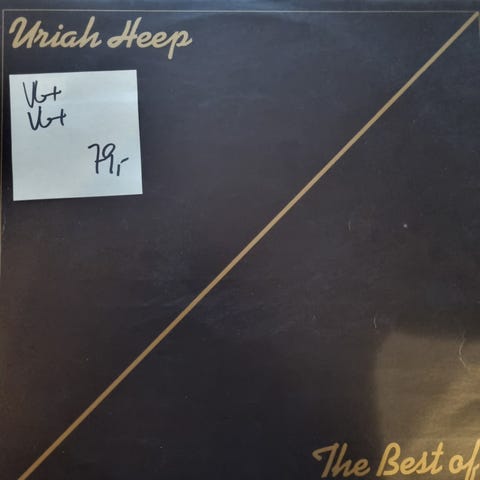 Uriah Heep
VG+
VG+
79,-
The Best of